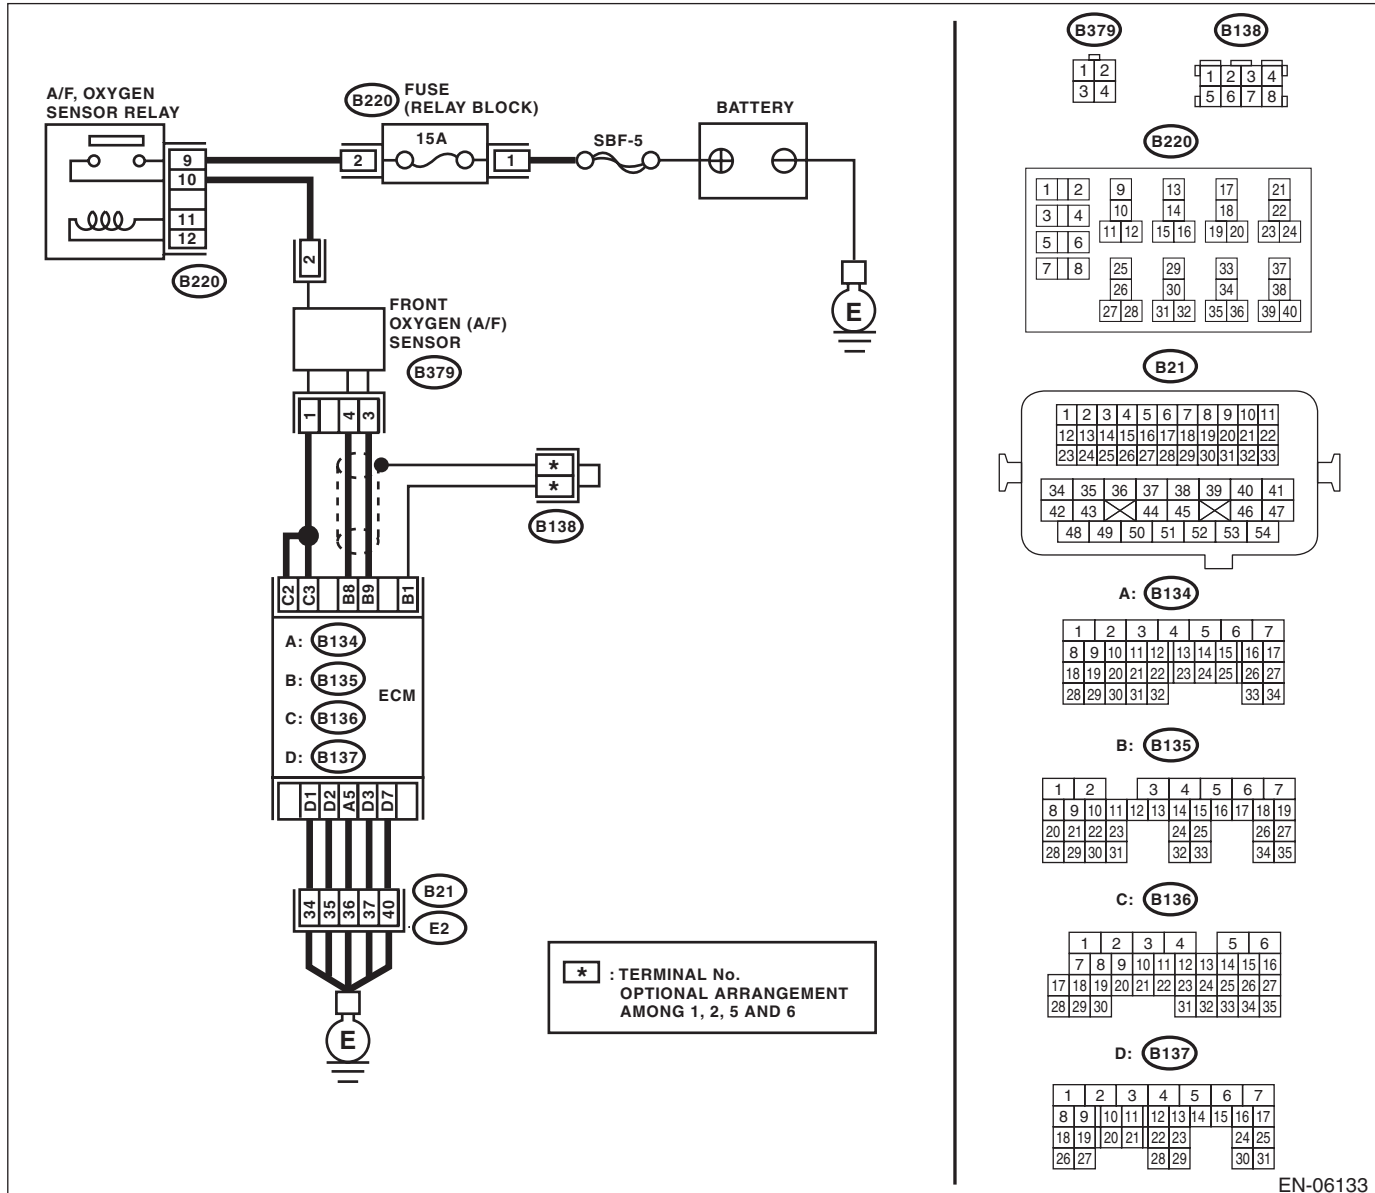 A/F, OXYGEN
SENSOR RELAY
9
10
11
12
B220
B220
FUSE
(RELAY BLOCK)
15A
2
1
SBF-5
BATTERY
E
2
FRONT
OXYGEN (A/F)
SENSOR
B379
1
4
3
*
*
B138
C2
C3
B8
B9
B1
A: B134
B: B135
C: B136
D: B137
ECM
D1
D2
A5
D3
D7
34
35
36
37
40
B21
E2
E
* : TERMINAL No.
OPTIONAL ARRANGEMENT
AMONG 1, 2, 5 AND 6
B379
1 2
3 4
B138
1 2 3 4
5 6 7 8
B220
1 2 9 13 17 21
3 4 10 14 18 22
11 12 15 16 19 20 23 24
5 6
7 8 25 29 33 37
26 30 34 38
27 28 31 32 35 36 39 40
B21
1 2 3 4 5 6 7 8 9 10 11
12 13 14 15 16 17 18 19 20 21 22
23 24 25 26 27 28 29 30 31 32 33
34 35 36 37 38 39 40 41
42 43 44 45 46 47
48 49 50 51 52 53 54
A: B134
1 2 3 4 5 6 7
8 9 10 11 12 13 14 15 16 17
18 19 20 21 22 23 24 25 26 27
28 29 30 31 32 33 34
B: B135
1 2 3 4 5 6 7
8 9 10 11 12 13 14 15 16 17 18 19
20 21 22 23 24 25 26 27
28 29 30 31 32 33 34 35
C: B136
1 2 3 4 5 6
7 8 9 10 11 12 13 14 15 16
17 18 19 20 21 22 23 24 25 26 27
28 29 30 31 32 33 34 35
D: B137
1 2 3 4 5 6 7
8 9 10 11 12 13 14 15 16 17
18 19 20 21 22 23 24 25
26 27 28 29 30 31
EN-06133